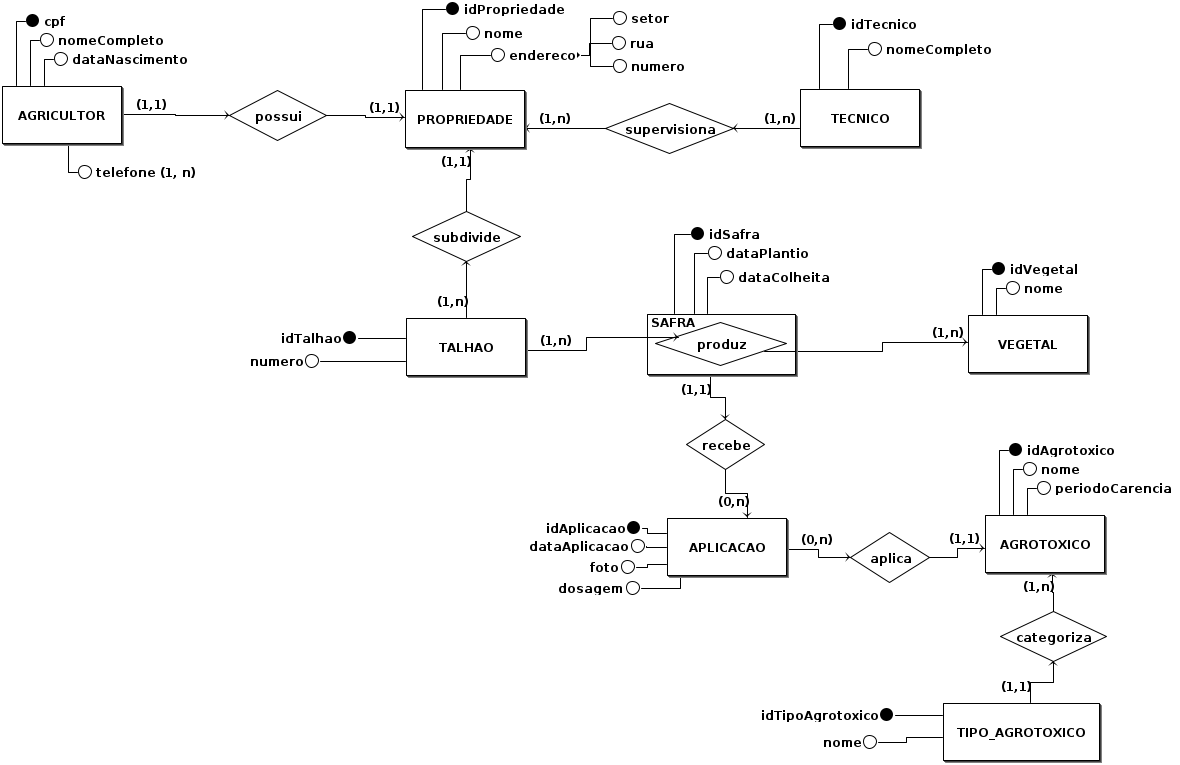 cpf
nomeCompleto
dataNascimento
AGRICULTOR
telefone (1, n)
(1,1)
possui
(1,1)
idPropriedade
nome
endereco
setor
rua
numero
PROPRIEDADE
(1,n)
supervisiona
(1,n)
idTecnico
nomeCompleto
TECNICO
(1,1)
subdivide
(1,n)
idTalhao
numero
TALHAO
(1,n)
idSafra
dataPlantio
dataColheita
SAFRA
produz
(1,n)
idVegetal
nome
VEGETAL
(1,1)
recebe
(0,n)
idAplicacao
dataAplicacao
foto
dosagem
APLICACAO
(0,n)
aplica
(1,1)
idAgrotoxico
nome
periodoCarencia
AGROTOXICO
(1,n)
categoriza
(1,1)
idTipoAgrotoxico
nome
TIPO_AGROTOXICO